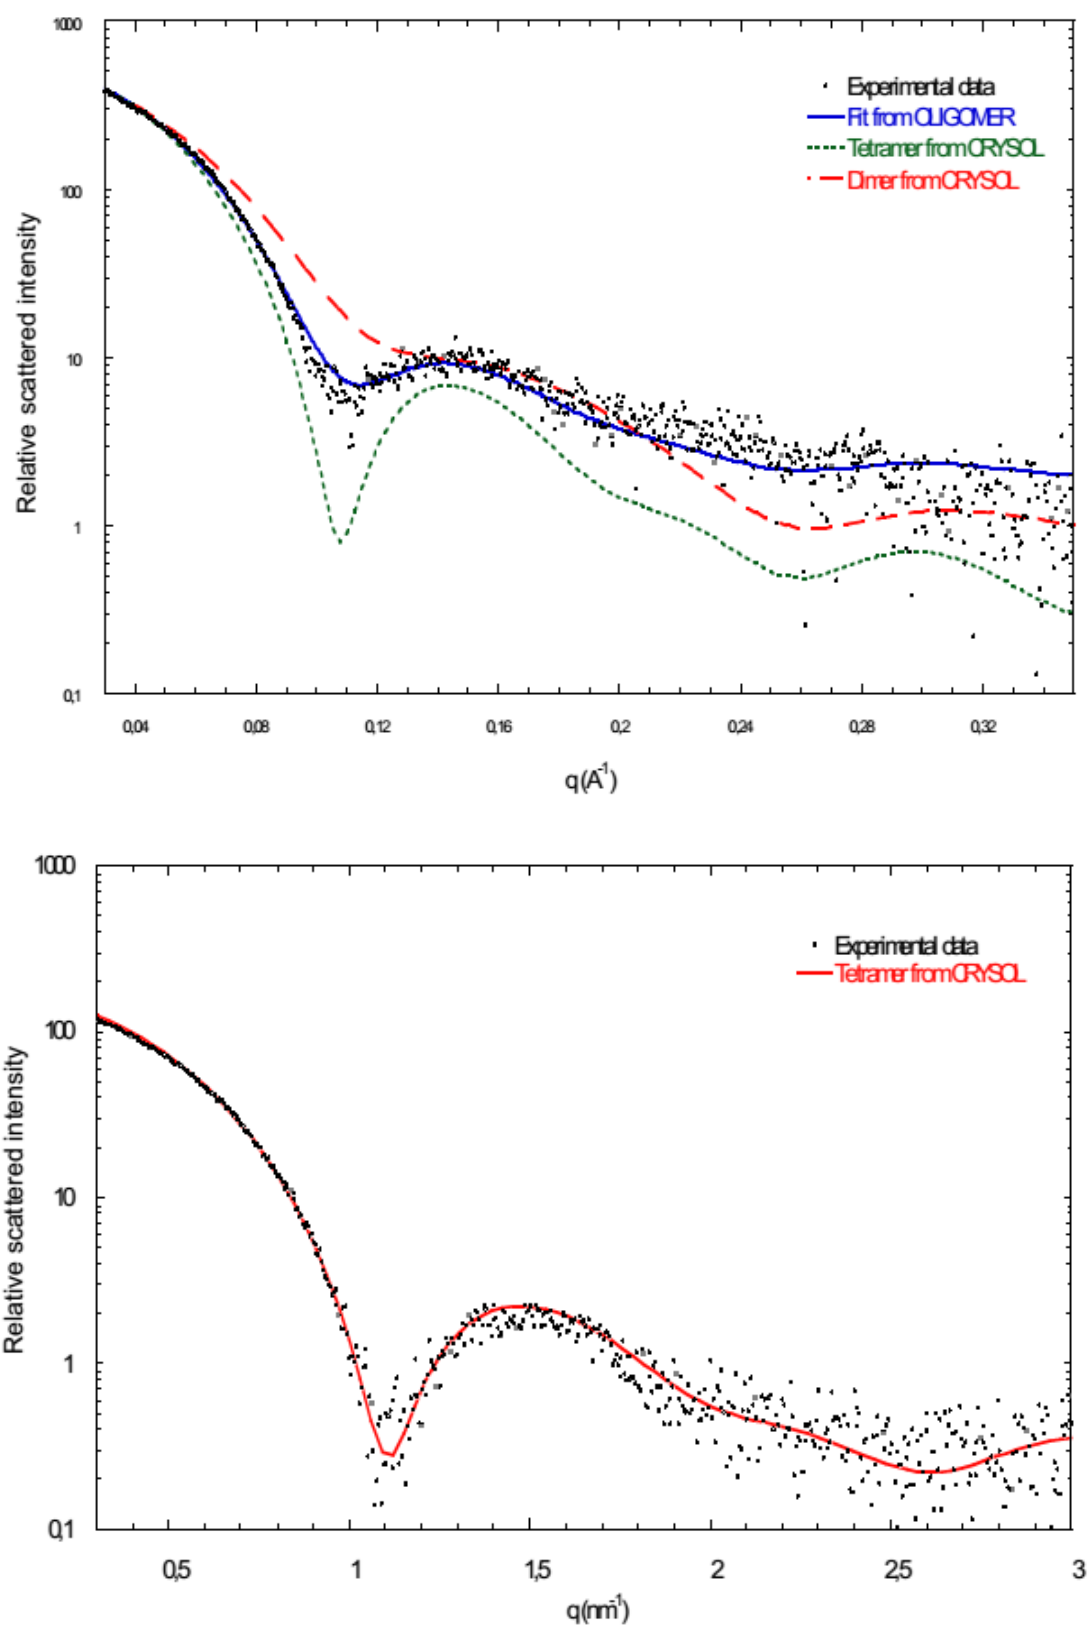 1000
Experimental data
Fit from OLIGOMER
Tetramer from CRYSOL
Dimer from CRYSOL
100
10
1
0,1
Relative scattered intensity
0,04 0,08 0,12 0,16 0,2 0,24 0,28 0,32
q(A-1)
1000
Experimental data
Tetramer from CRYSOL
100
10
1
0,1
Relative scattered intensity
0,5 1 1,5 2 2,5 3
q(nm-1)